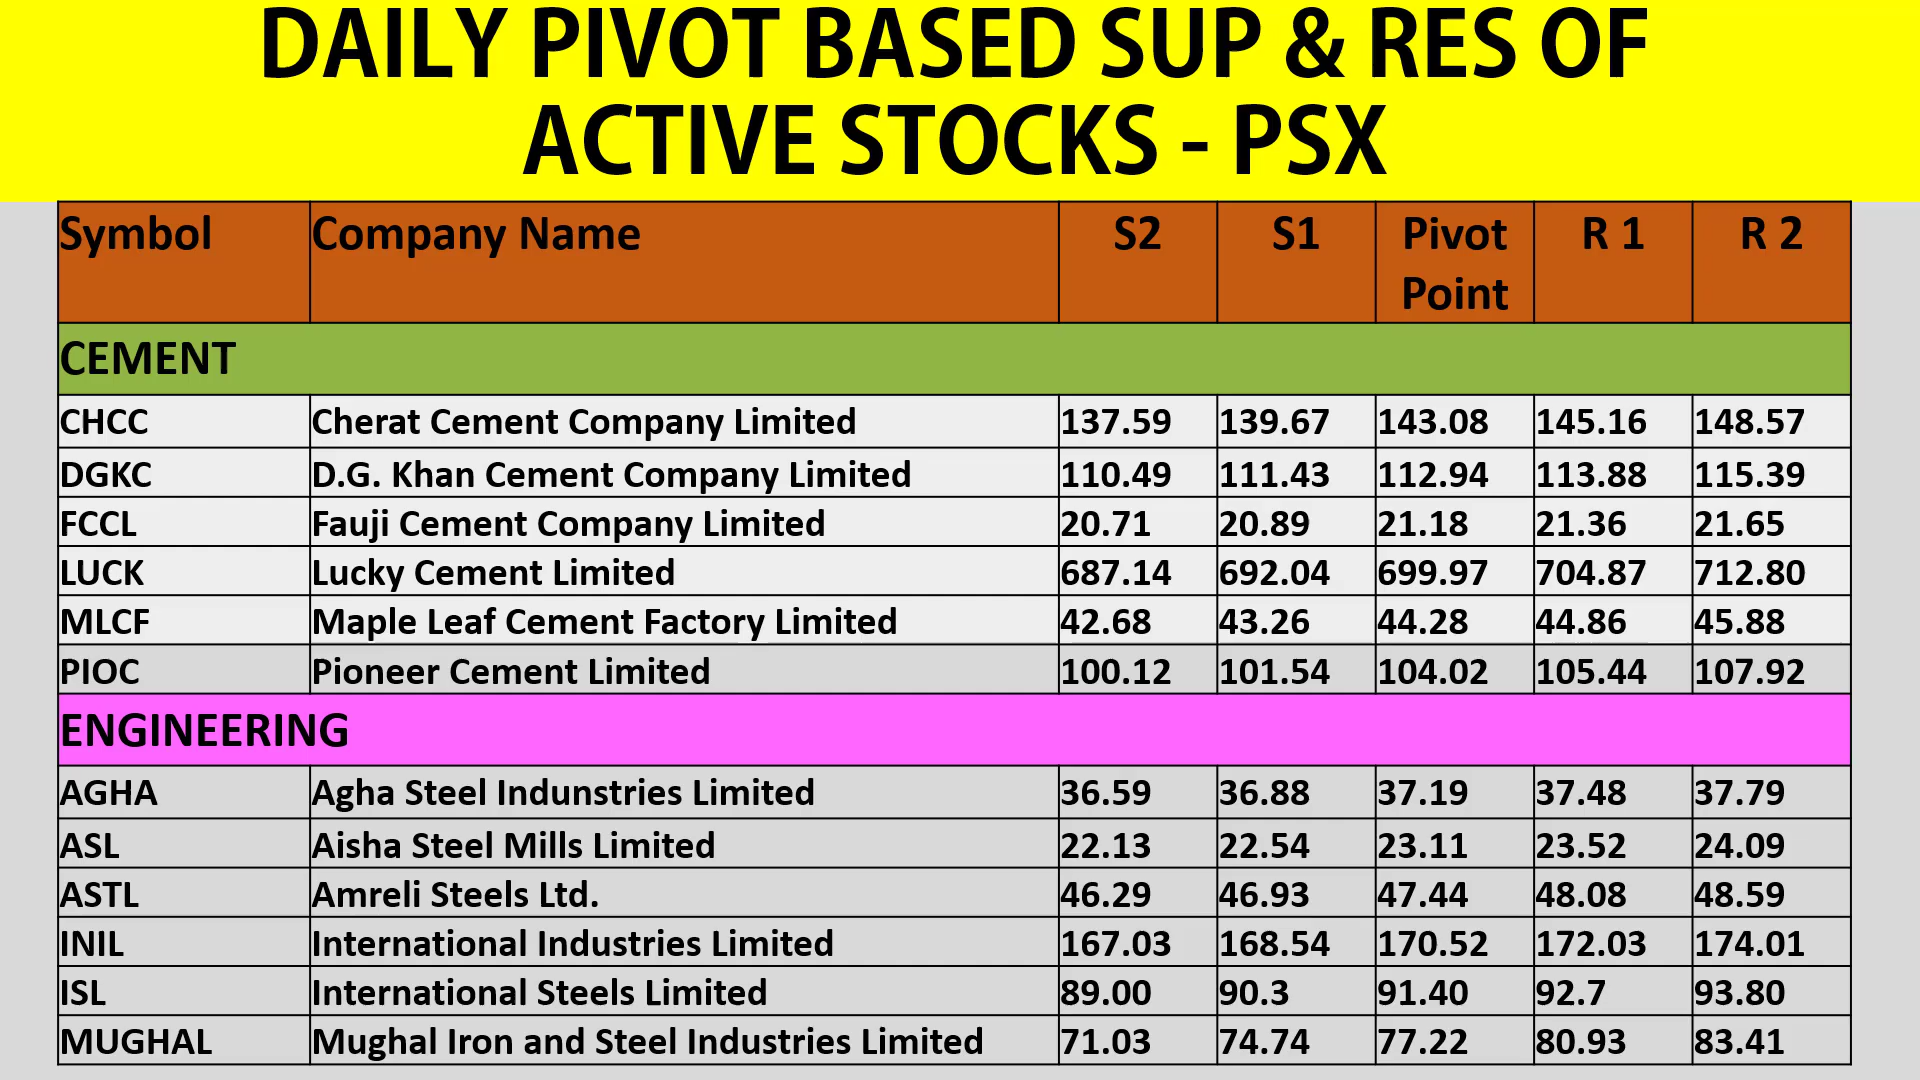 DAILY PIVOT BASED SUP & RES OF
ACTIVE STOCKS - PSX
Symbol Company Name S2 S1 Pivot Point R 1 R 2
CEMENT
CHCC Cherat Cement Company Limited 137.59 139.67 143.08 145.16 148.57
DGKC D.G. Khan Cement Company Limited 110.49 111.43 112.94 113.88 115.39
FCCL Fauji Cement Company Limited 20.71 20.89 21.18 21.36 21.65
LUCK Lucky Cement Limited 687.14 692.04 699.97 704.87 712.80
MLCF Maple Leaf Cement Factory Limited 42.68 43.26 44.28 44.86 45.88
PIOC Pioneer Cement Limited 100.12 101.54 104.02 105.44 107.92
ENGINEERING
AGHA Agha Steel Indunstries Limited 36.59 36.88 37.19 37.48 37.79
ASL Aisha Steel Mills Limited 22.13 22.54 23.11 23.52 24.09
ASTL Amreli Steels Ltd. 46.29 46.93 47.44 48.08 48.59
INIL International Industries Limited 167.03 168.54 170.52 172.03 174.01
ISL International Steels Limited 89.00 90.3 91.40 92.7 93.80
MUGHAL Mughal Iron and Steel Industries Limited 71.03 74.74 77.22 80.93 83.41